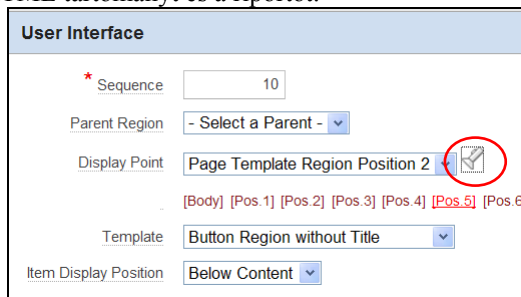 User Interface
* Sequence 10
Parent Region - Select a Parent -
Display Point Page Template Region Position 2
[Body] [Pos.1] [Pos.2] [Pos.3] [Pos.4] [Pos.5] [Pos.6
Template Button Region without Title
Item Display Position Below Content